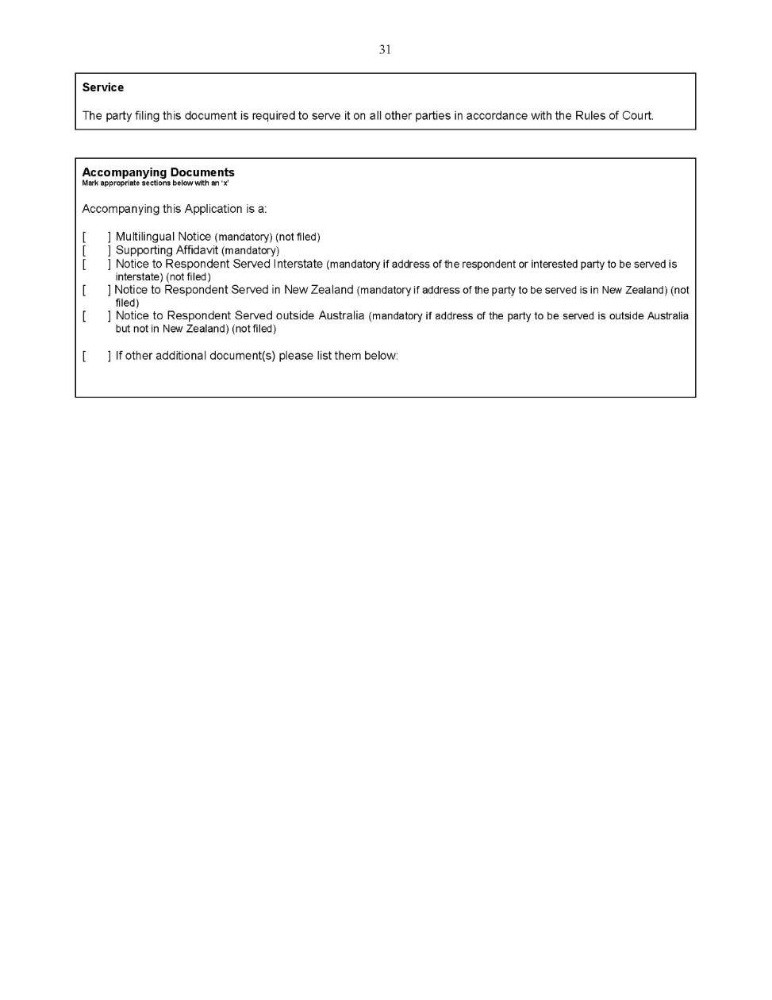 31
Service
The party filing this document is required to serve it on all other parties in accordance with the Rules of Court.
Accompanying Documents
Mark appropriate sections below with an 'x'
Accompanying this Application is a:
[ ] Multilingual Notice (mandatory) (not filed)
[ ] Supporting Affidavit (mandatory)
[ ] Notice to Respondent Served Interstate (mandatory if address of the respondent or interested party to be served is
interstate) (not filed)
[ ] Notice to Respondent Served in New Zealand (mandatory if address of the party to be served is in New Zealand) (not
filed)
[ ] Notice to Respondent Served outside Australia (mandatory if address of the party to be served is outside Australia
but not in New Zealand) (not filed)
[ ] If other additional document(s) please list them below: